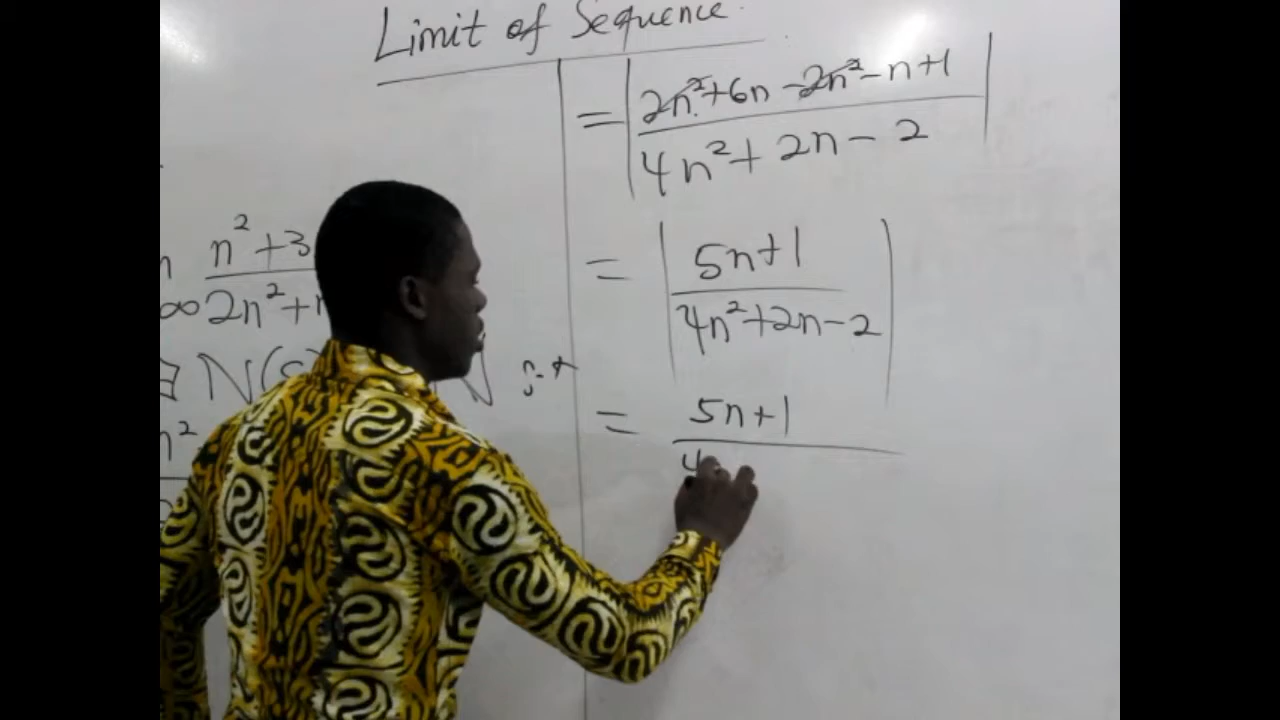 Limit of Sequence.
= |2n²+6n-2n²-n+1 / 4n²+2n-2|
= |5n+1 / 4n²+2n-2|
= 5n+1 / 4
n²+3
∞ 2n²+
∃ N( N s.t
n²